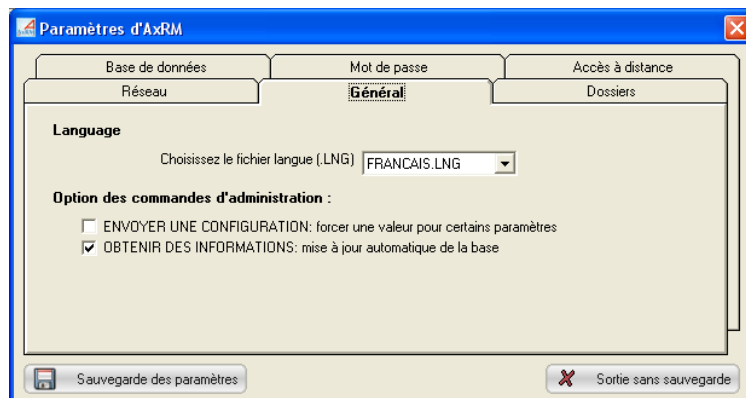 Paramètres d'AxRM
Base de données
Mot de passe
Accès à distance
Réseau
Général
Dossiers
Language
Choisissez le fichier langue (.LNG) FRANCAIS.LNG
Option des commandes d'administration :
ENVOYER UNE CONFIGURATION: forcer une valeur pour certains paramètres
OBTENIR DES INFORMATIONS: mise à jour automatique de la base
Sauvegarde des paramètres
Sortie sans sauvegarde